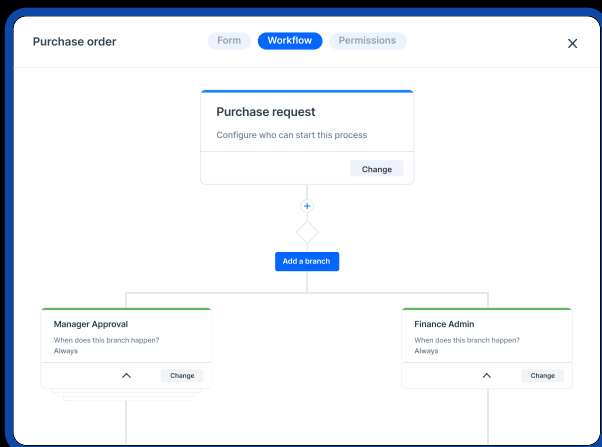 Purchase order
Form
Workflow
Permissions
Purchase request
Configure who can start this process
Change
Add a branch
Manager Approval
When does this branch happen?
Always
Change
Finance Admin
When does this branch happen?
Always
Change